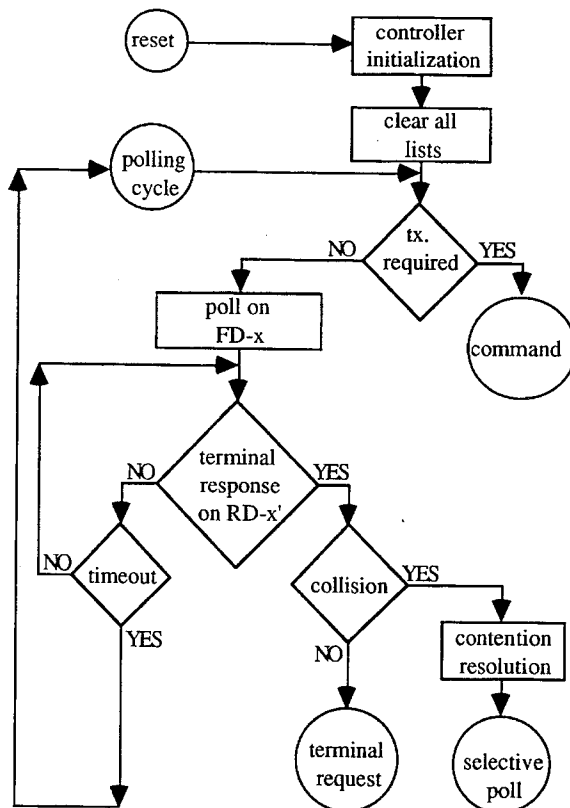 reset
controller
initialization
clear all
lists
polling
cycle
tx.
required
NO
YES
poll on
FD-x
command
terminal
response
on RD-x'
NO
YES
timeout
NO
YES
collision
YES
NO
contention
resolution
terminal
request
selective
poll